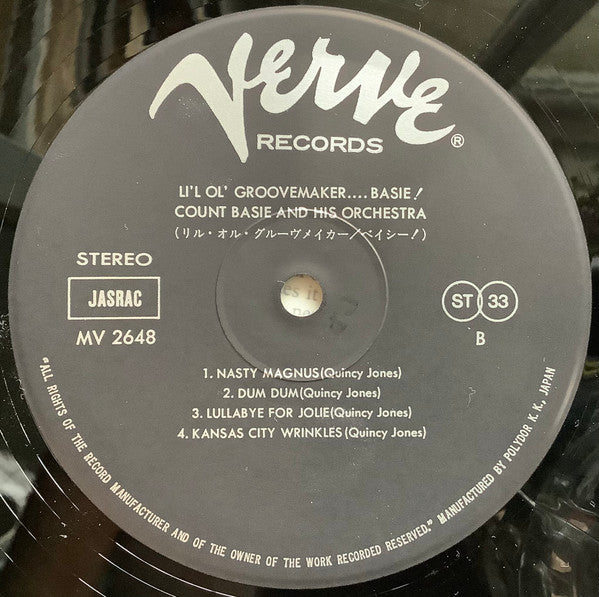 Verve
RECORDS ®
LI'L OL' GROOVEMAKER....BASIE!
COUNT BASIE AND HIS ORCHESTRA
(リル・オル・グルーヴメイカー/ベイシー!)
STEREO
JASRAC
MV 2648
ST 33
B
es it
1. NASTY MAGNUS(Quincy Jones)
2. DUM DUM(Quincy Jones)
3. LULLABYE FOR JOLIE(Quincy Jones)
4. KANSAS CITY WRINKLES(Quincy Jones)
"ALL RIGHTS OF THE RECORD MANUFACTURER AND OF THE OWNER OF THE WORK RECORDED RESERVED." MANUFACTURED BY POLYDOR K. K., JAPAN